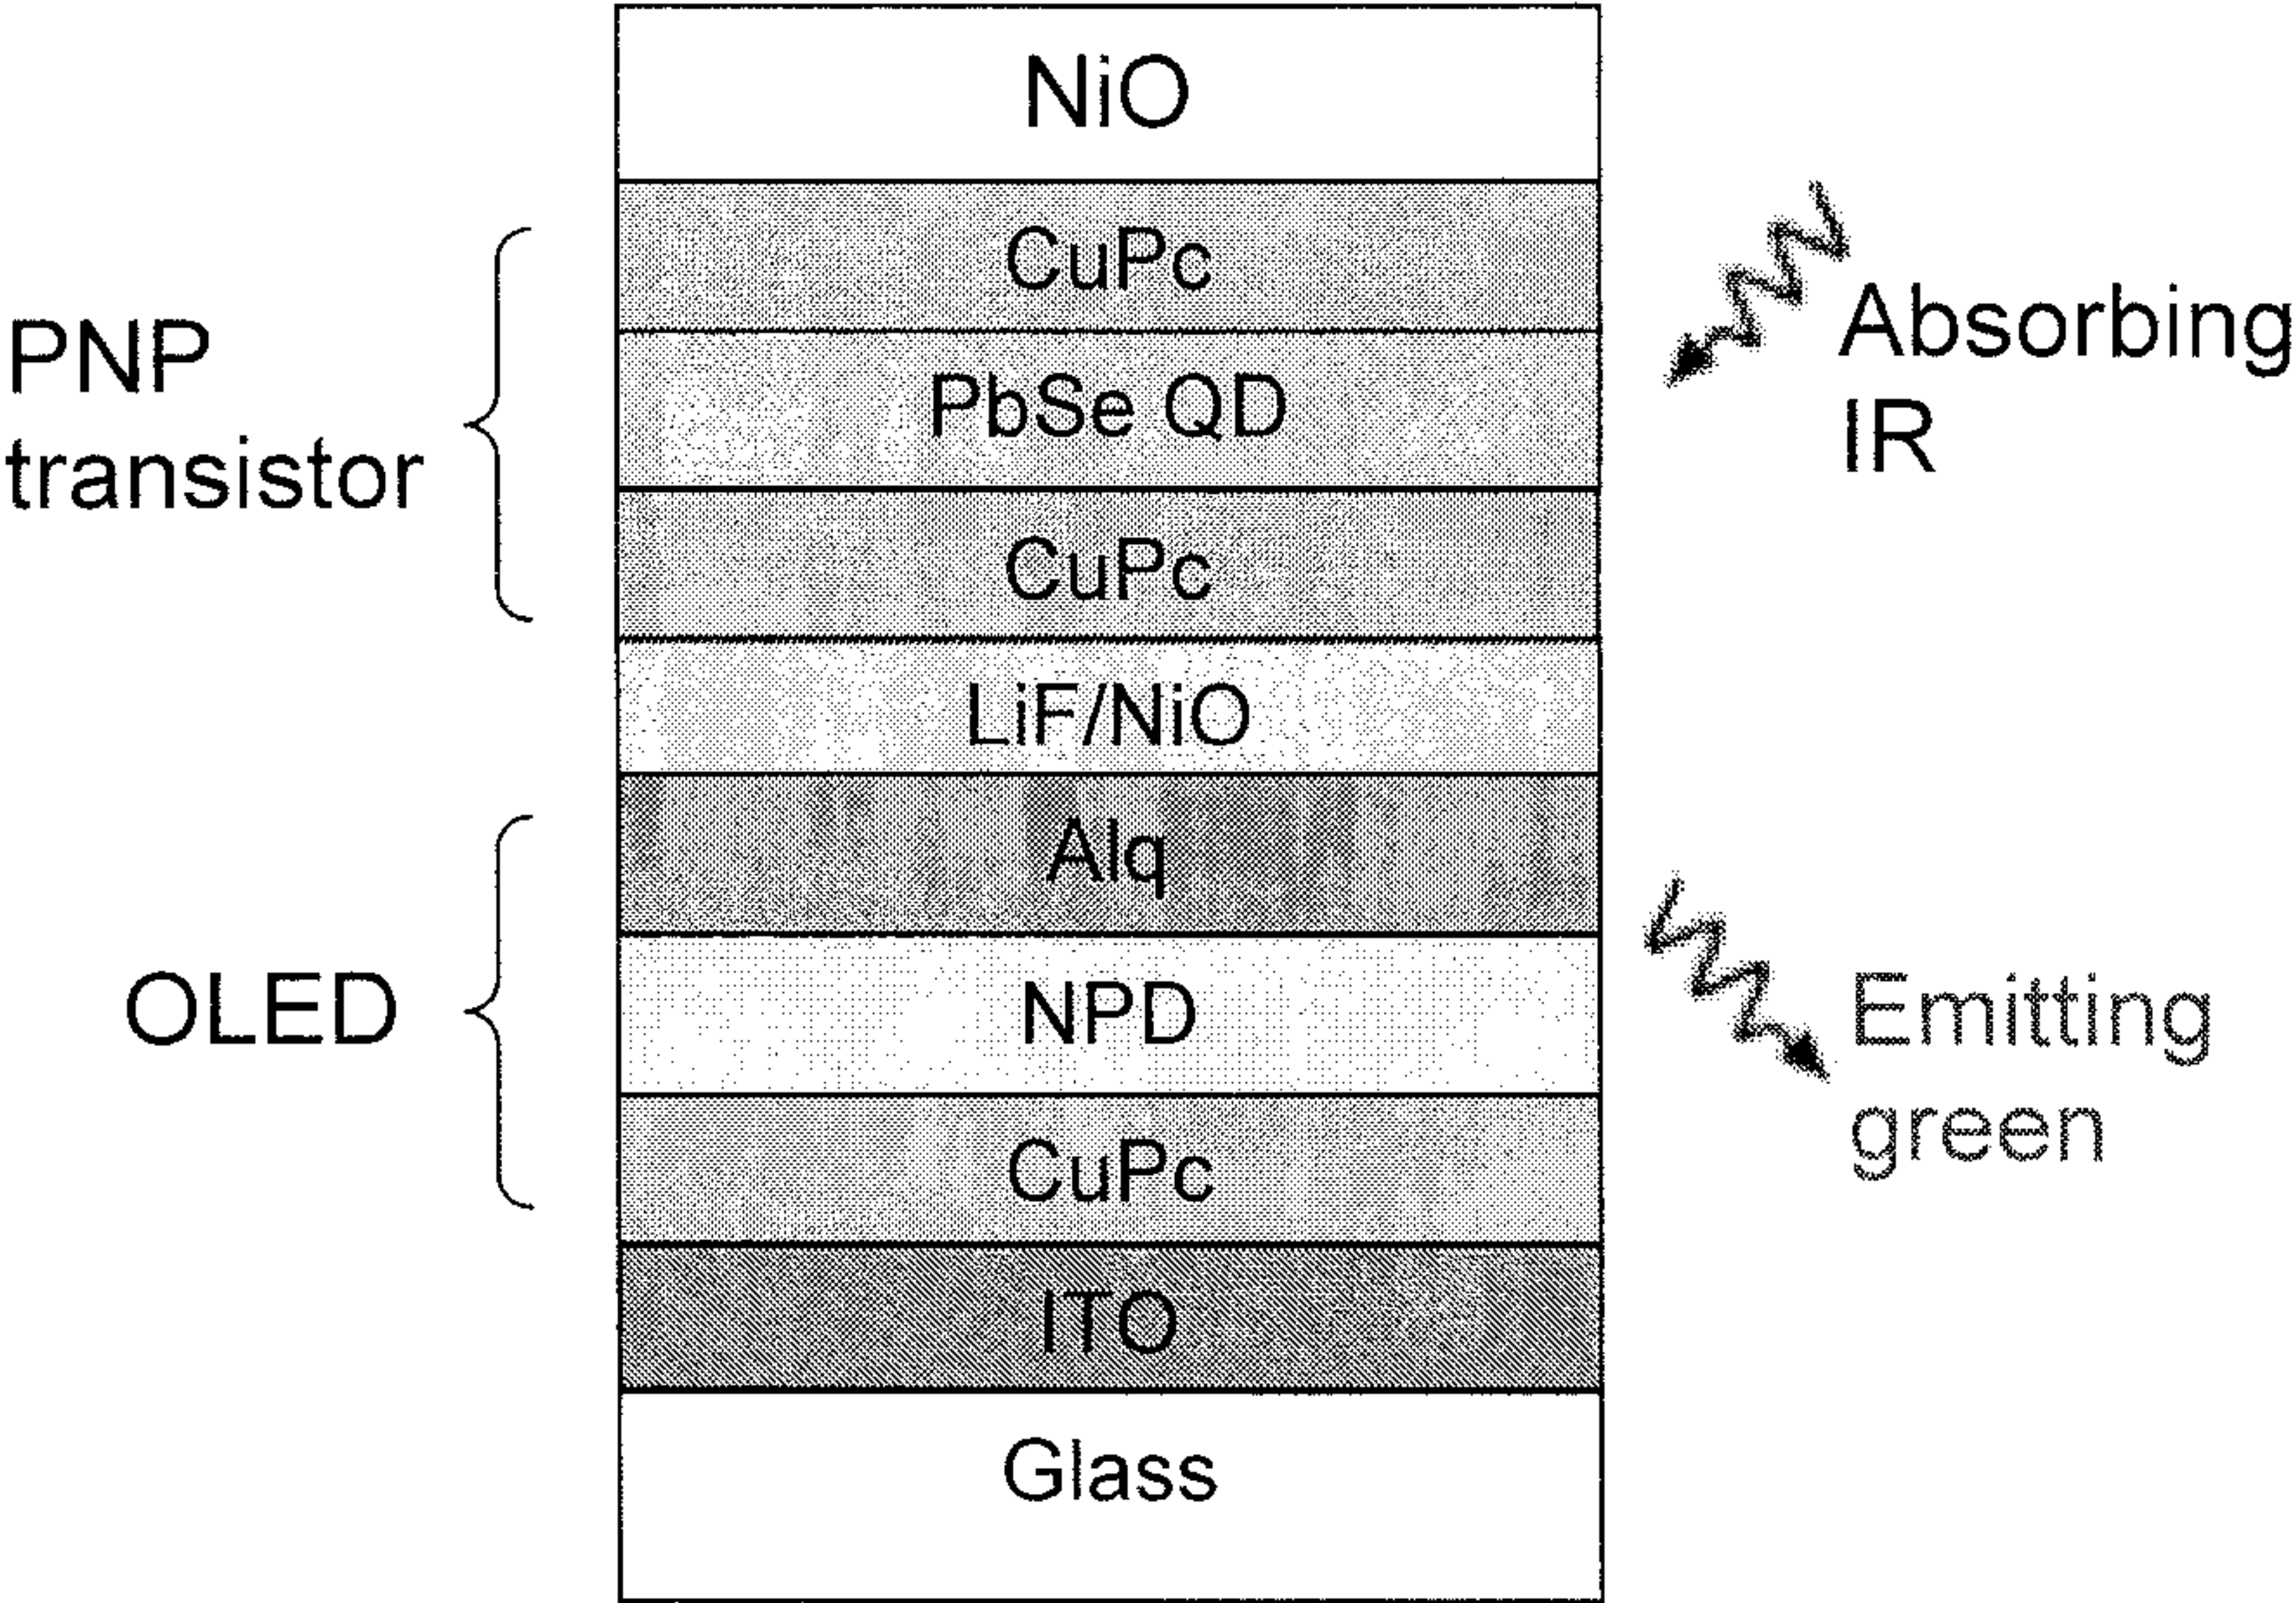 NiO
CuPc
PbSe QD
CuPc
LiF/NiO
Alq
NPD
CuPc
ITO
Glass
PNP
transistor
OLED
Absorbing
IR
Emitting
green